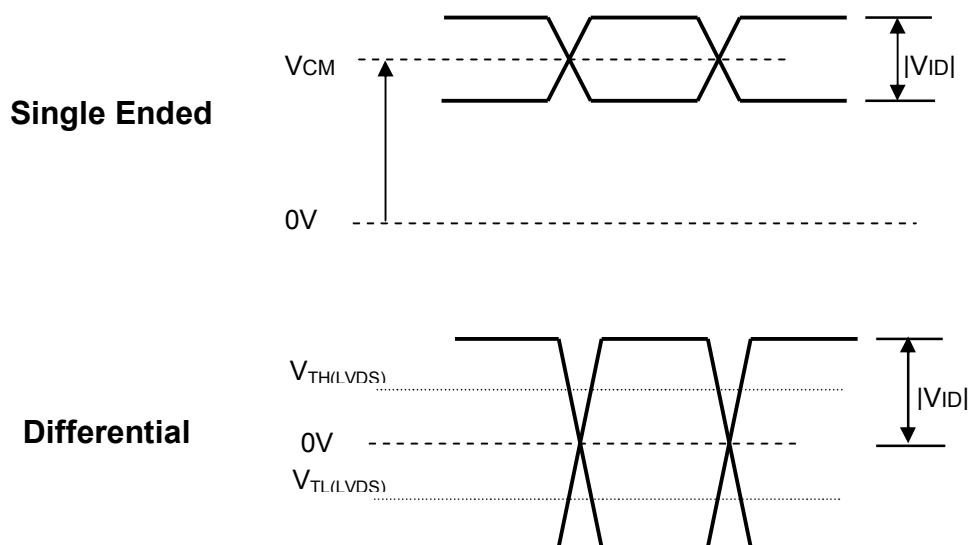 VCM
|VID|
Single Ended
0V
VTH(LVDS)
|VID|
Differential
0V
VTL(LVDS)